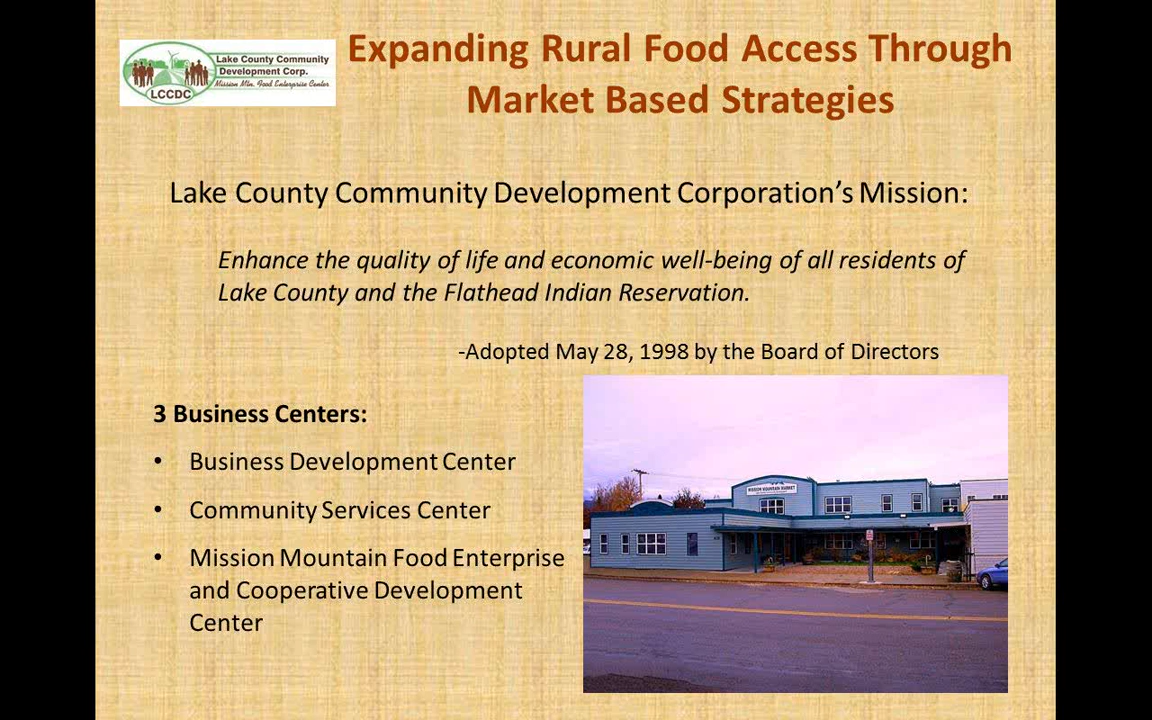 Lake County Community
Development Corp.
Mission Mtn. Food Enterprise Center
LCCDC
Expanding Rural Food Access Through
Market Based Strategies
Lake County Community Development Corporation’s Mission:
Enhance the quality of life and economic well-being of all residents of
Lake County and the Flathead Indian Reservation.
-Adopted May 28, 1998 by the Board of Directors
3 Business Centers:
• Business Development Center
• Community Services Center
• Mission Mountain Food Enterprise
and Cooperative Development
Center
MISSION MOUNTAIN MARKET